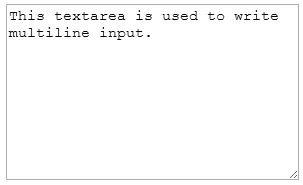 This textarea is used to write
multiline input.